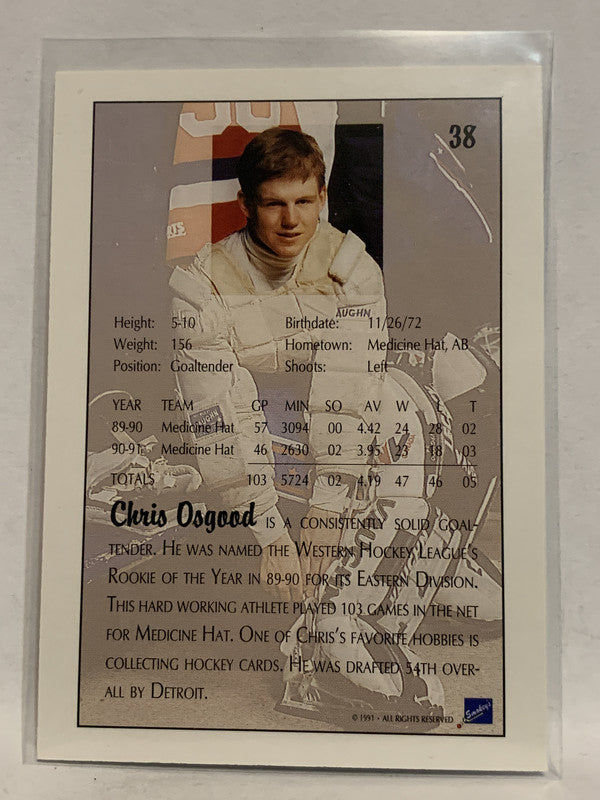 38
AUGHN
Height: 5-10 Birthdate: 11/26/72
Weight: 156 Hometown: Medicine Hat, AB
Position: Goaltender Shoots: Left
YEAR TEAM GP MIN SO AV W L T
89-90 Medicine Hat 57 3094 00 4.42 24 28 02
90-91 Medicine Hat 46 2630 02 3.95 23 18 03
TOTALS 103 5724 02 4.19 47 46 05
Chris Osgood IS A CONSISTENTLY SOLID GOAL-
TENDER. HE WAS NAMED THE WESTERN HOCKEY LEAGUE'S
ROOKIE OF THE YEAR IN 89-90 FOR ITS EASTERN DIVISION.
THIS HARD WORKING ATHLETE PLAYED 103 GAMES IN THE NET
FOR MEDICINE HAT. ONE OF CHRIS'S FAVORITE HOBBIES IS
COLLECTING HOCKEY CARDS. HE WAS DRAFTED 54TH OVER-
ALL BY DETROIT.
© 1991 • ALL RIGHTS RESERVED
Smokey's